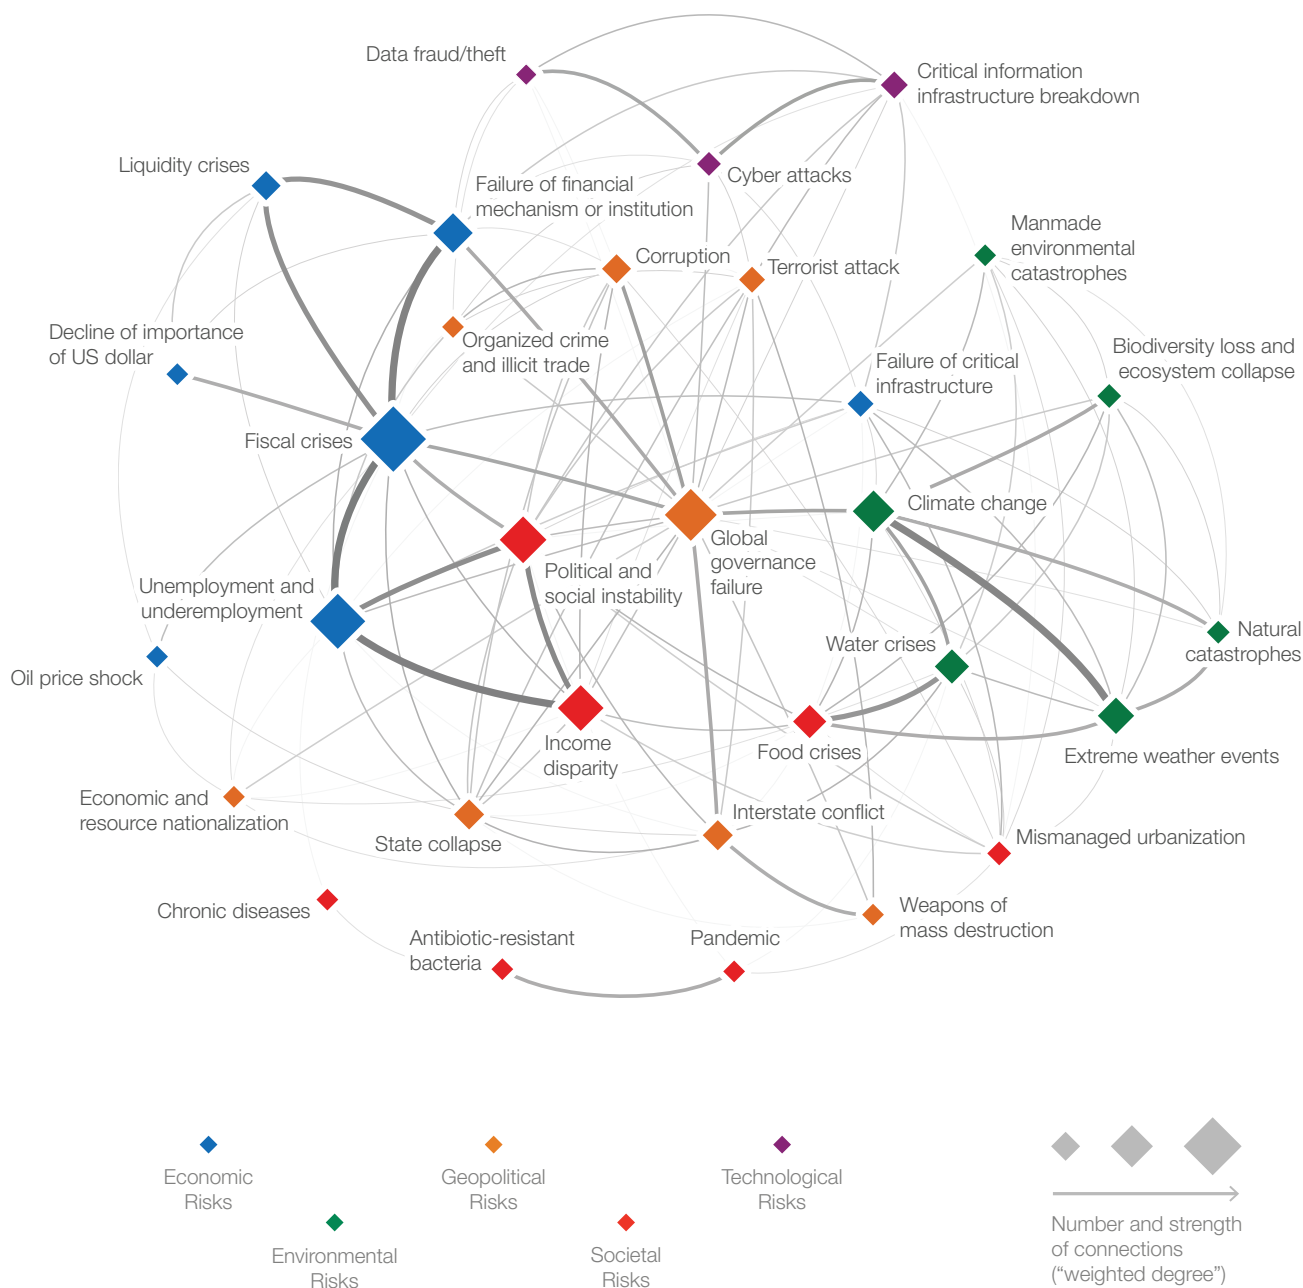 Data fraud/theft
Critical information
infrastructure breakdown
Liquidity crises
Failure of financial
mechanism or institution
Cyber attacks
Manmade
environmental
catastrophes
Corruption
Terrorist attack
Decline of importance
of US dollar
Organized crime
and illicit trade
Failure of critical
infrastructure
Biodiversity loss and
ecosystem collapse
Fiscal crises
Climate change
Global
governance
failure
Political and
social instability
Unemployment and
underemployment
Water crises
Natural
catastrophes
Oil price shock
Income
disparity
Food crises
Extreme weather events
Economic and
resource nationalization
State collapse
Interstate conflict
Mismanaged urbanization
Chronic diseases
Weapons of
mass destruction
Antibiotic-resistant
bacteria
Pandemic
Economic
Risks
Geopolitical
Risks
Technological
Risks
Environmental
Risks
Societal
Risks
Number and strength
of connections
(“weighted degree”)